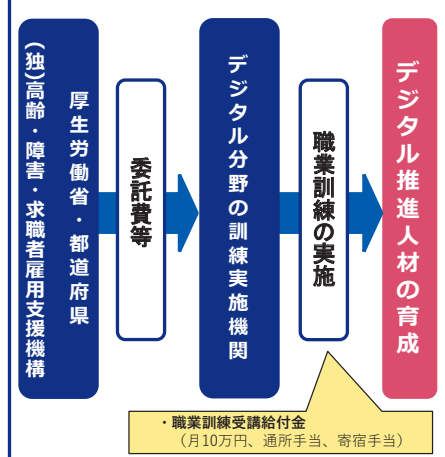 厚生労働省・都道府県
(独)高齢・障害・求職者雇用支援機構
委託費等
デジタル分野の訓練実施機関
職業訓練の実施
デジタル推進人材の育成
・職業訓練受講給付金
（月10万円、通所手当、寄宿手当）